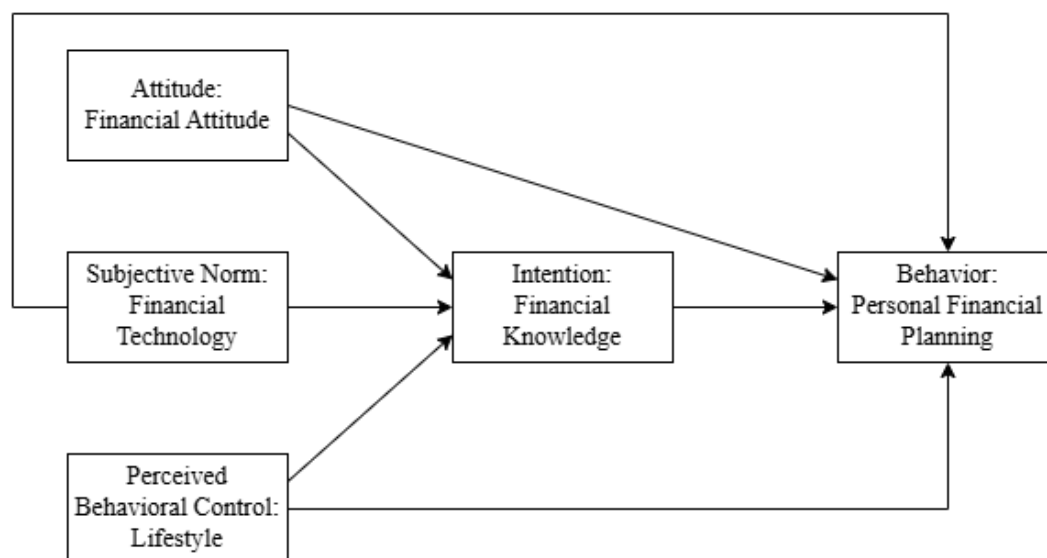 Attitude:
Financial Attitude
Subjective Norm:
Financial
Technology
Intention:
Financial
Knowledge
Behavior:
Personal Financial
Planning
Perceived
Behavioral Control:
Lifestyle